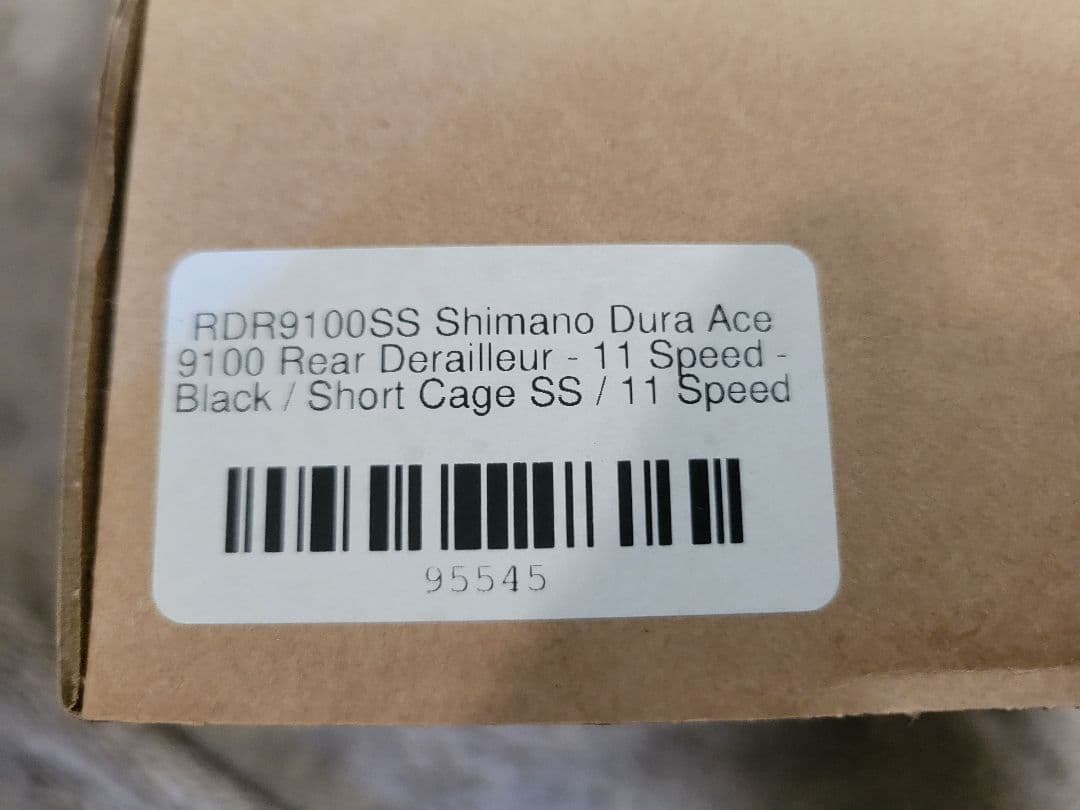 RDR9100SS Shimano Dura Ace
9100 Rear Derailleur - 11 Speed -
Black / Short Cage SS / 11 Speed
95545